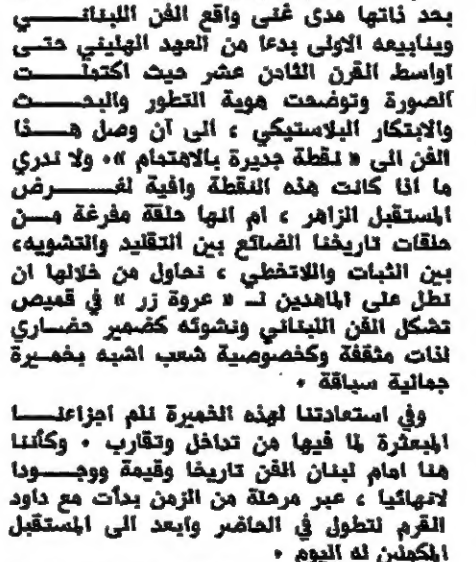 بحد ذاتها مدى غنى واقع الفن اللبناني
وينابيعه الاولى بدءا من العهد الهليني حتى
اواسط القرن الثامن عشر حيث اكتملت
الصورة وتوضحت هوية التطور والبحث
والابتكار البلاستيكي ، الى آن وصل هذا
الفن الى « نقطة جديرة بالاهتمام ». ولا ندري
ما اذا كانت هذه النقطة وافية لغرض
المستقبل الزاهر ، ام انها حلقة مفرغة من
حلقات تاريخنا الضائع بين التقليد والتشويه،
بين الثبات واللاتخطي ، نحاول من خلالها ان
نطل على الماهدين لـ « عروة زر » في قميص
تشكل الفن اللبناني ونشوئه كضمير حضاري
لذات مثقفة وكخصوصية شعب اشبه بخميرة
جمالية سباقة .
وفي استعادتنا لهذه الخميرة نلم اجزاءنا
المبعثرة لما فيها من تداخل وتقارب . وكأننا
هنا امام لبنان الفن تاريخا وقيمة ووجودا
لانهائيا ، عبر مرحلة من الزمن بدأت مع داود
القرم لتطول في الحاضر وابعد الى المستقبل
المكملين له اليوم .